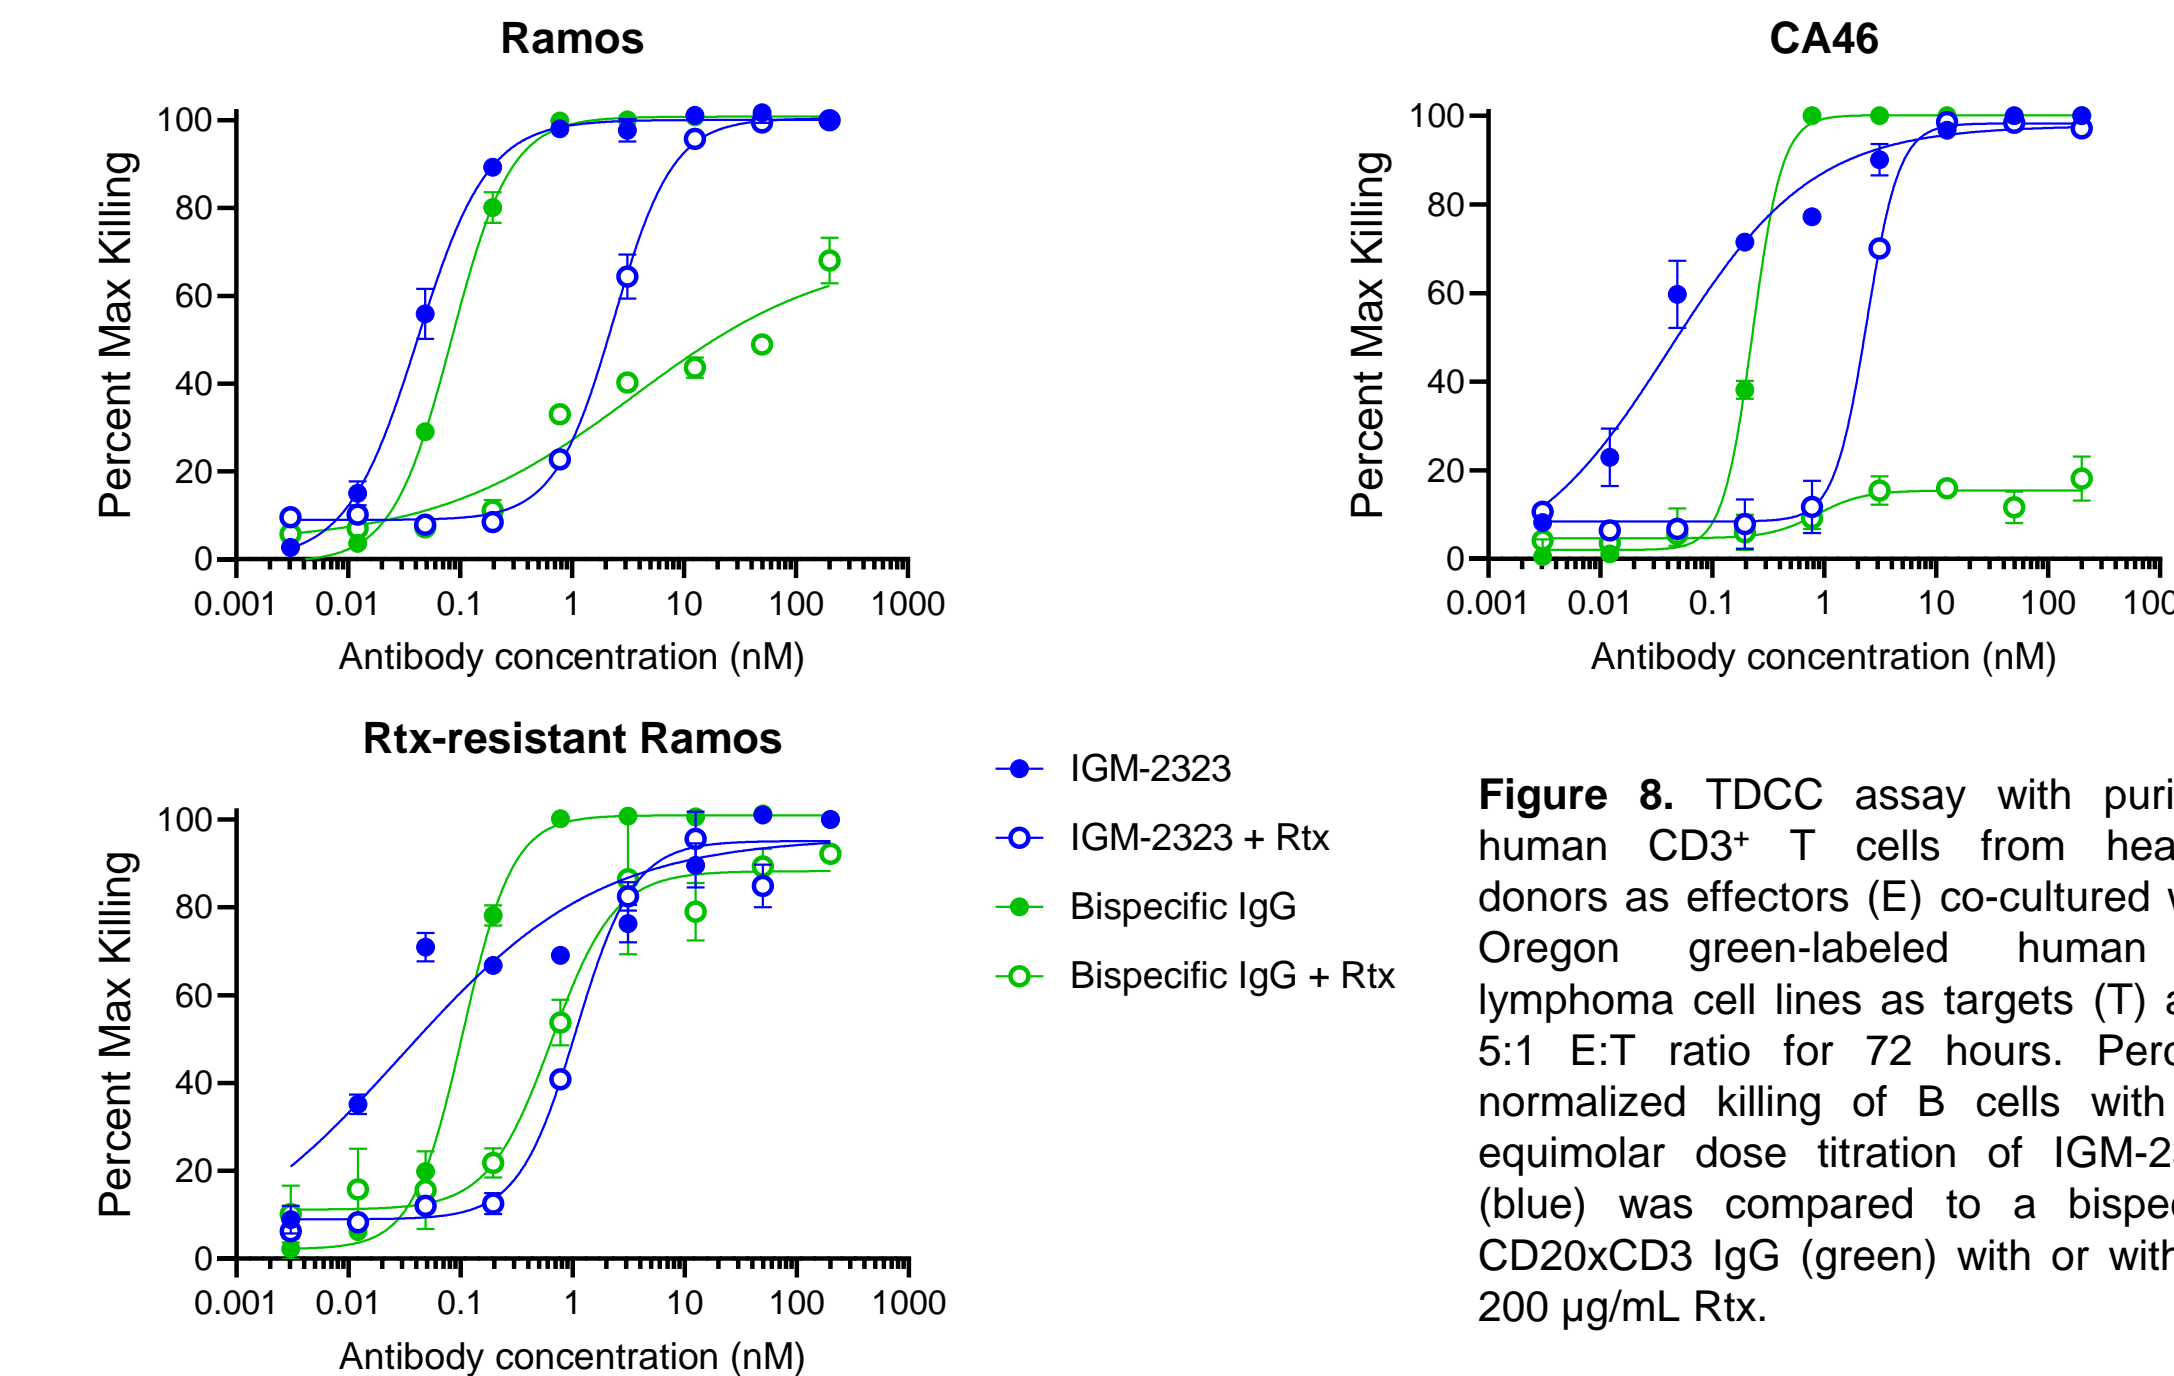 Ramos
100
80
60
40
20
0
Percent Max Killing
0.001 0.01 0.1 1 10 100 1000
Antibody concentration (nM)
CA46
100
80
60
40
20
0
Percent Max Killing
0.001 0.01 0.1 1 10 100
Antibody concentration (nM)
Rtx-resistant Ramos
100
80
60
40
20
0
Percent Max Killing
0.001 0.01 0.1 1 10 100 1000
Antibody concentration (nM)
IGM-2323
IGM-2323 + Rtx
Bispecific IgG
Bispecific IgG + Rtx
Figure 8. TDCC assay with
human CD3⁺ T cells from
donors as effectors (E) co-cultured
Oregon green-labeled human
lymphoma cell lines as targets (T)
5:1 E:T ratio for 72 hours.
normalized killing of B cells with
equimolar dose titration of
(blue) was compared to a
CD20xCD3 IgG (green) with or
200 µg/mL Rtx.